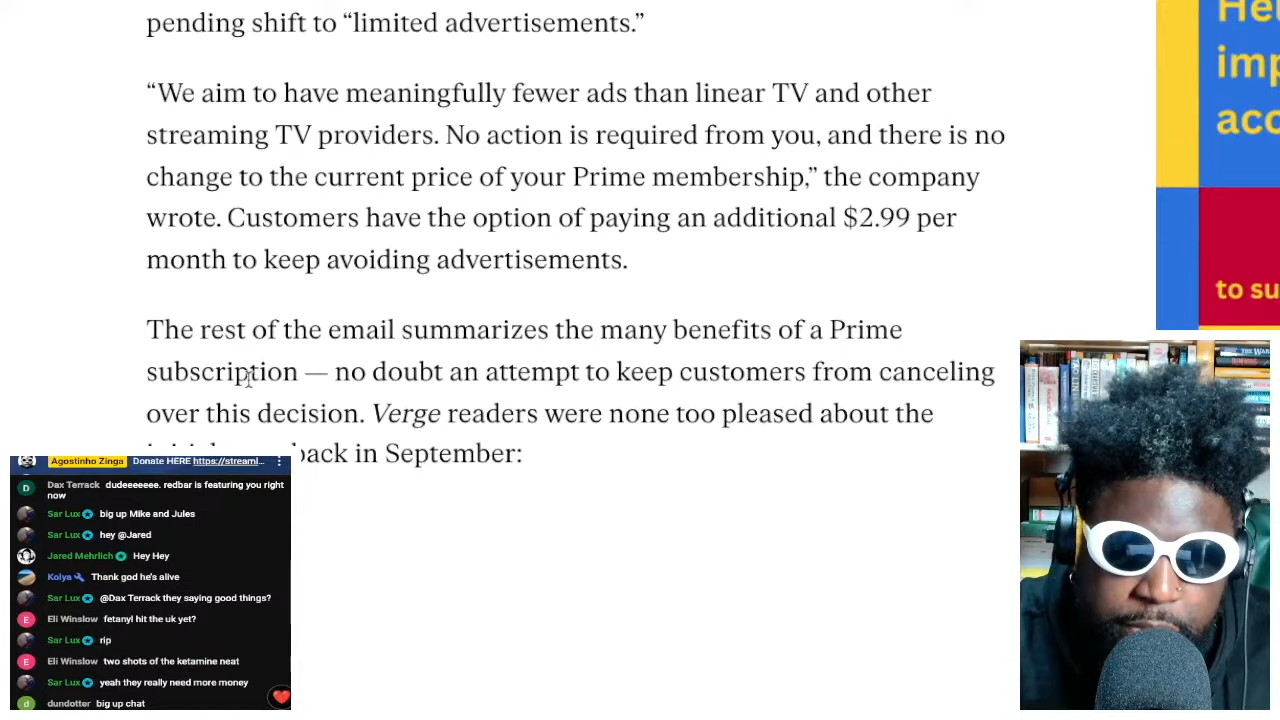 pending shift to “limited advertisements.”
“We aim to have meaningfully fewer ads than linear TV and other
streaming TV providers. No action is required from you, and there is no
change to the current price of your Prime membership,” the company
wrote. Customers have the option of paying an additional $2.99 per
month to keep avoiding advertisements.
The rest of the email summarizes the many benefits of a Prime
subscription — no doubt an attempt to keep customers from canceling
over this decision. Verge readers were none too pleased about the
back in September:
Agostinho Zinga Donate HERE https://streaml...
Dax Terrack dudeeeeeee. redbar is featuring you right
now
Sar Lux big up Mike and Jules
Sar Lux hey @Jared
Jared Mehrlich Hey Hey
Kolya Thank god he's alive
Sar Lux @Dax Terrack they saying good things?
Eli Winslow fetanyl hit the uk yet?
Sar Lux rip
Eli Winslow two shots of the ketamine neat
Sar Lux yeah they really need more money
dundotter big up chat
to su
THE WAR